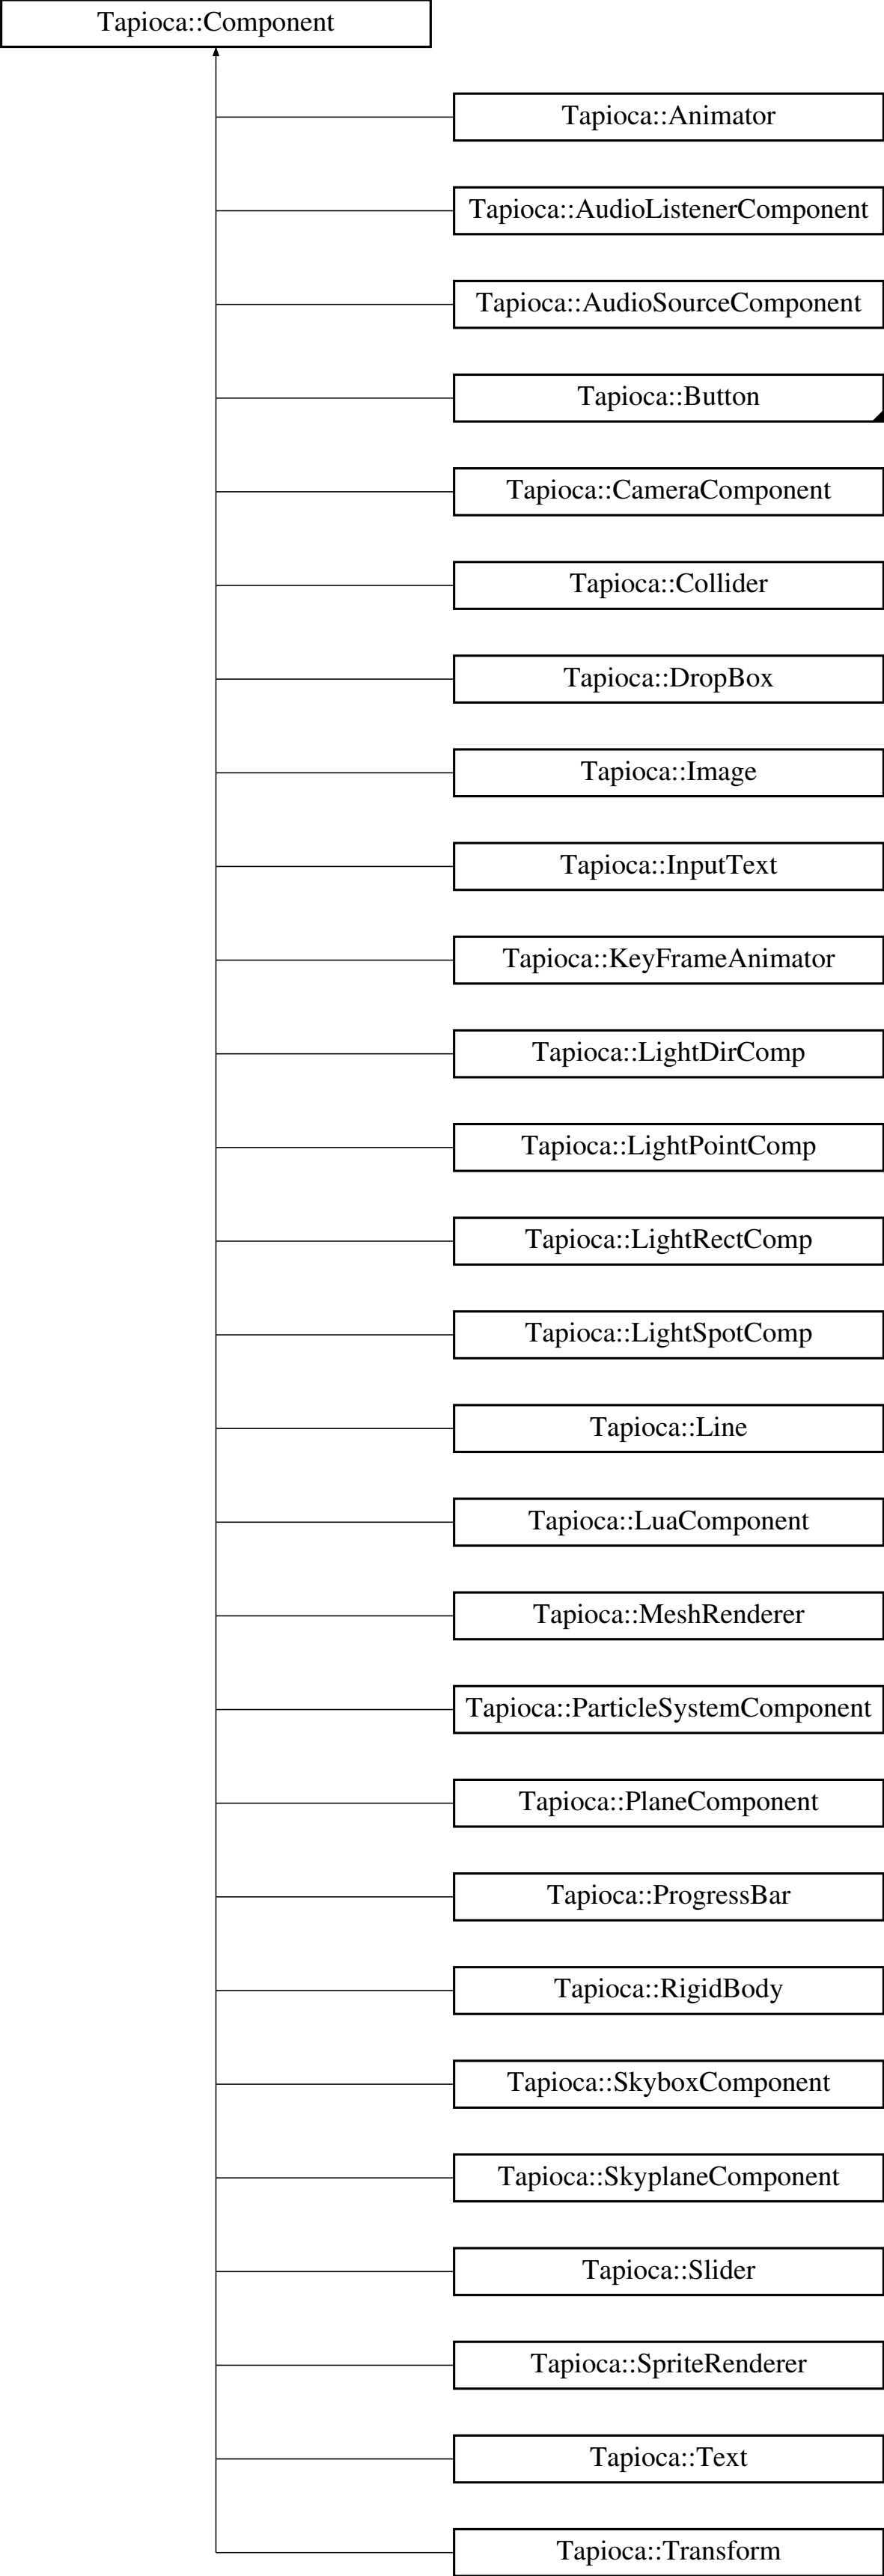 Tapioca::Component
Tapioca::Animator
Tapioca::AudioListenerComponent
Tapioca::AudioSourceComponent
Tapioca::Button
Tapioca::CameraComponent
Tapioca::Collider
Tapioca::DropBox
Tapioca::Image
Tapioca::InputText
Tapioca::KeyFrameAnimator
Tapioca::LightDirComp
Tapioca::LightPointComp
Tapioca::LightRectComp
Tapioca::LightSpotComp
Tapioca::Line
Tapioca::LuaComponent
Tapioca::MeshRenderer
Tapioca::ParticleSystemComponent
Tapioca::PlaneComponent
Tapioca::ProgressBar
Tapioca::RigidBody
Tapioca::SkyboxComponent
Tapioca::SkyplaneComponent
Tapioca::Slider
Tapioca::SpriteRenderer
Tapioca::Text
Tapioca::Transform